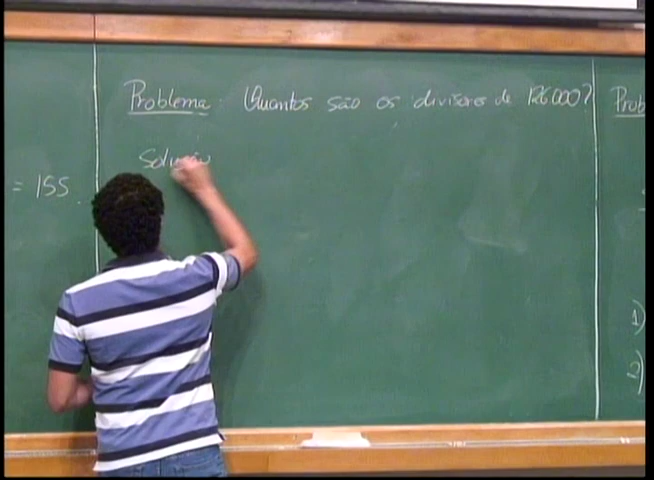 = 155.
Problema: Quantos são os divisores de 126000?
Solução
Prob
1)
2)